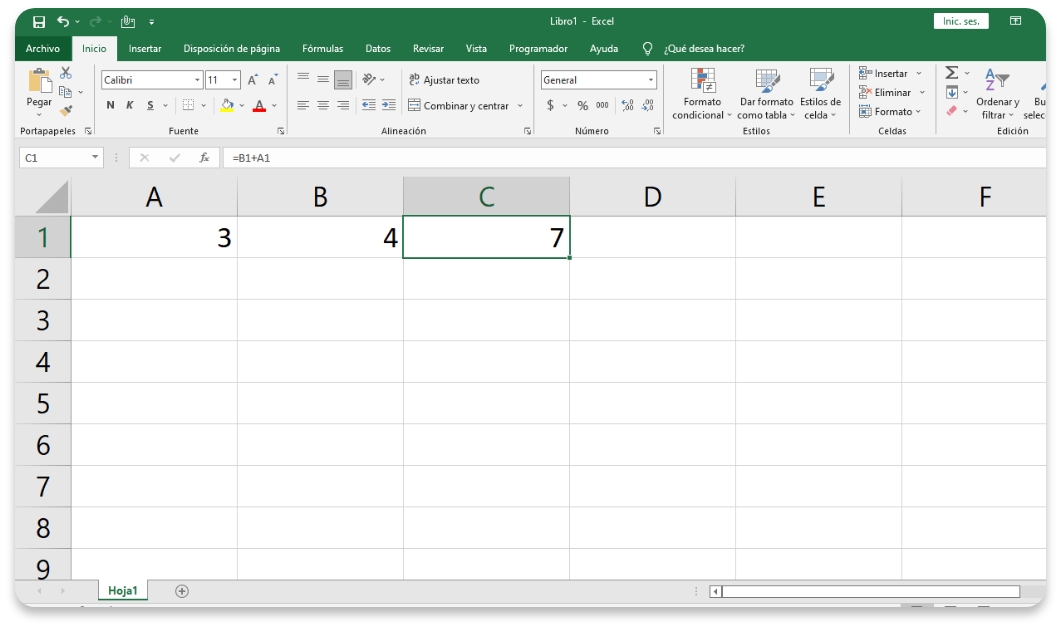 Libro1 - Excel
Inic. ses.
Archivo Inicio Insertar Disposición de página Fórmulas Datos Revisar Vista Programador Ayuda ¿Qué desea hacer?
Pegar
Calibri 11
N K S
A A
ab Ajustar texto
Combinar y centrar
General
$ % 000
Formato condicional
Dar formato como tabla
Estilos de celda
Insertar
Eliminar
Formato
Σ
Ordenar y filtrar
Portapapeles Fuente Alineación Número Estilos Celdas Edición
C1 fx =B1+A1
A B C D E F
1 3 4 7
2
3
4
5
6
7
8
9
Hoja1